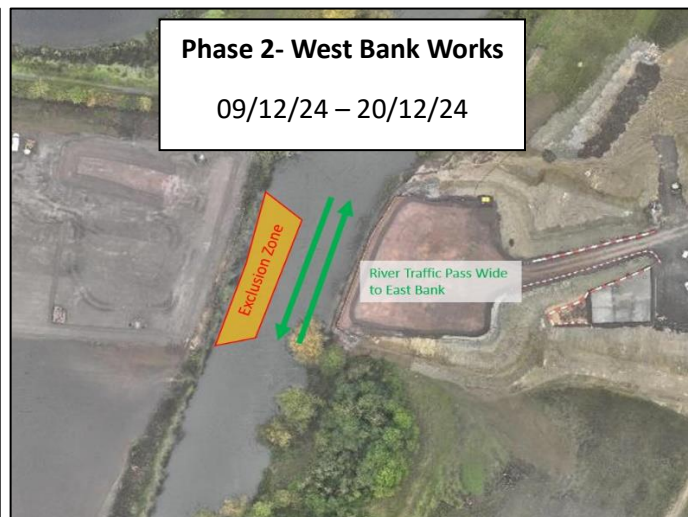 Phase 2- West Bank Works
09/12/24 – 20/12/24
Exclusion Zone
River Traffic Pass Wide
to East Bank